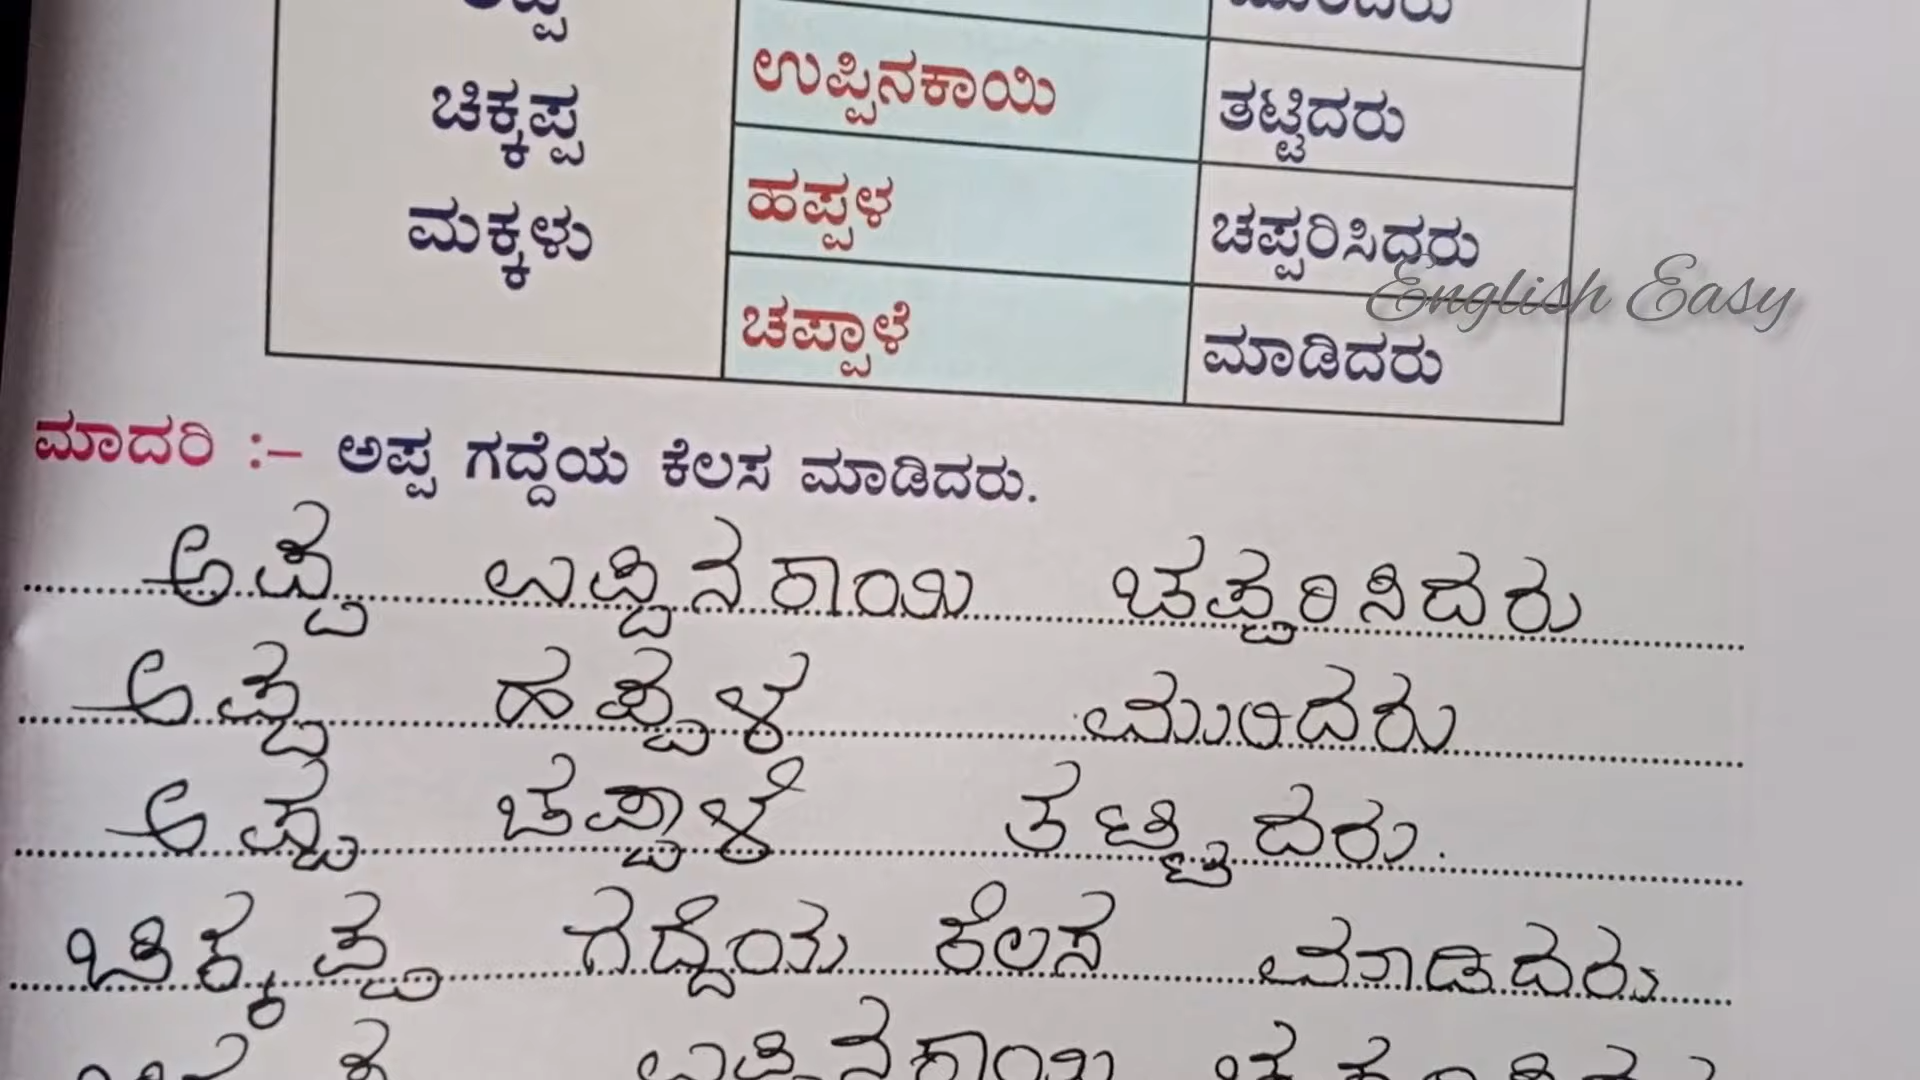 ಚಿಕ್ಕಪ್ಪ
ಮಕ್ಕಳು
ಉಪ್ಪಿನಕಾಯಿ
ಹಪ್ಪಳ
ಚಪ್ಪಾಳೆ
ತಟ್ಟಿದರು
ಚಪ್ಪರಿಸಿದರು
ಮಾಡಿದರು
English Easy
ಮಾದರಿ :– ಅಪ್ಪ ಗದ್ದೆಯ ಕೆಲಸ ಮಾಡಿದರು.
ಅಪ್ಪ ಉಪ್ಪಿನಕಾಯಿ ಚಪ್ಪರಿಸಿದರು
ಅಪ್ಪ ಹಪ್ಪಳ ಮುರಿದರು
ಅಪ್ಪ ಚಪ್ಪಾಳೆ ತಟ್ಟಿದರು.
ಚಿಕ್ಕಪ್ಪ ಗದ್ದೆಯ ಕೆಲಸ ಮಾಡಿದರು
ಉಪ್ಪಿನಕಾಯಿ